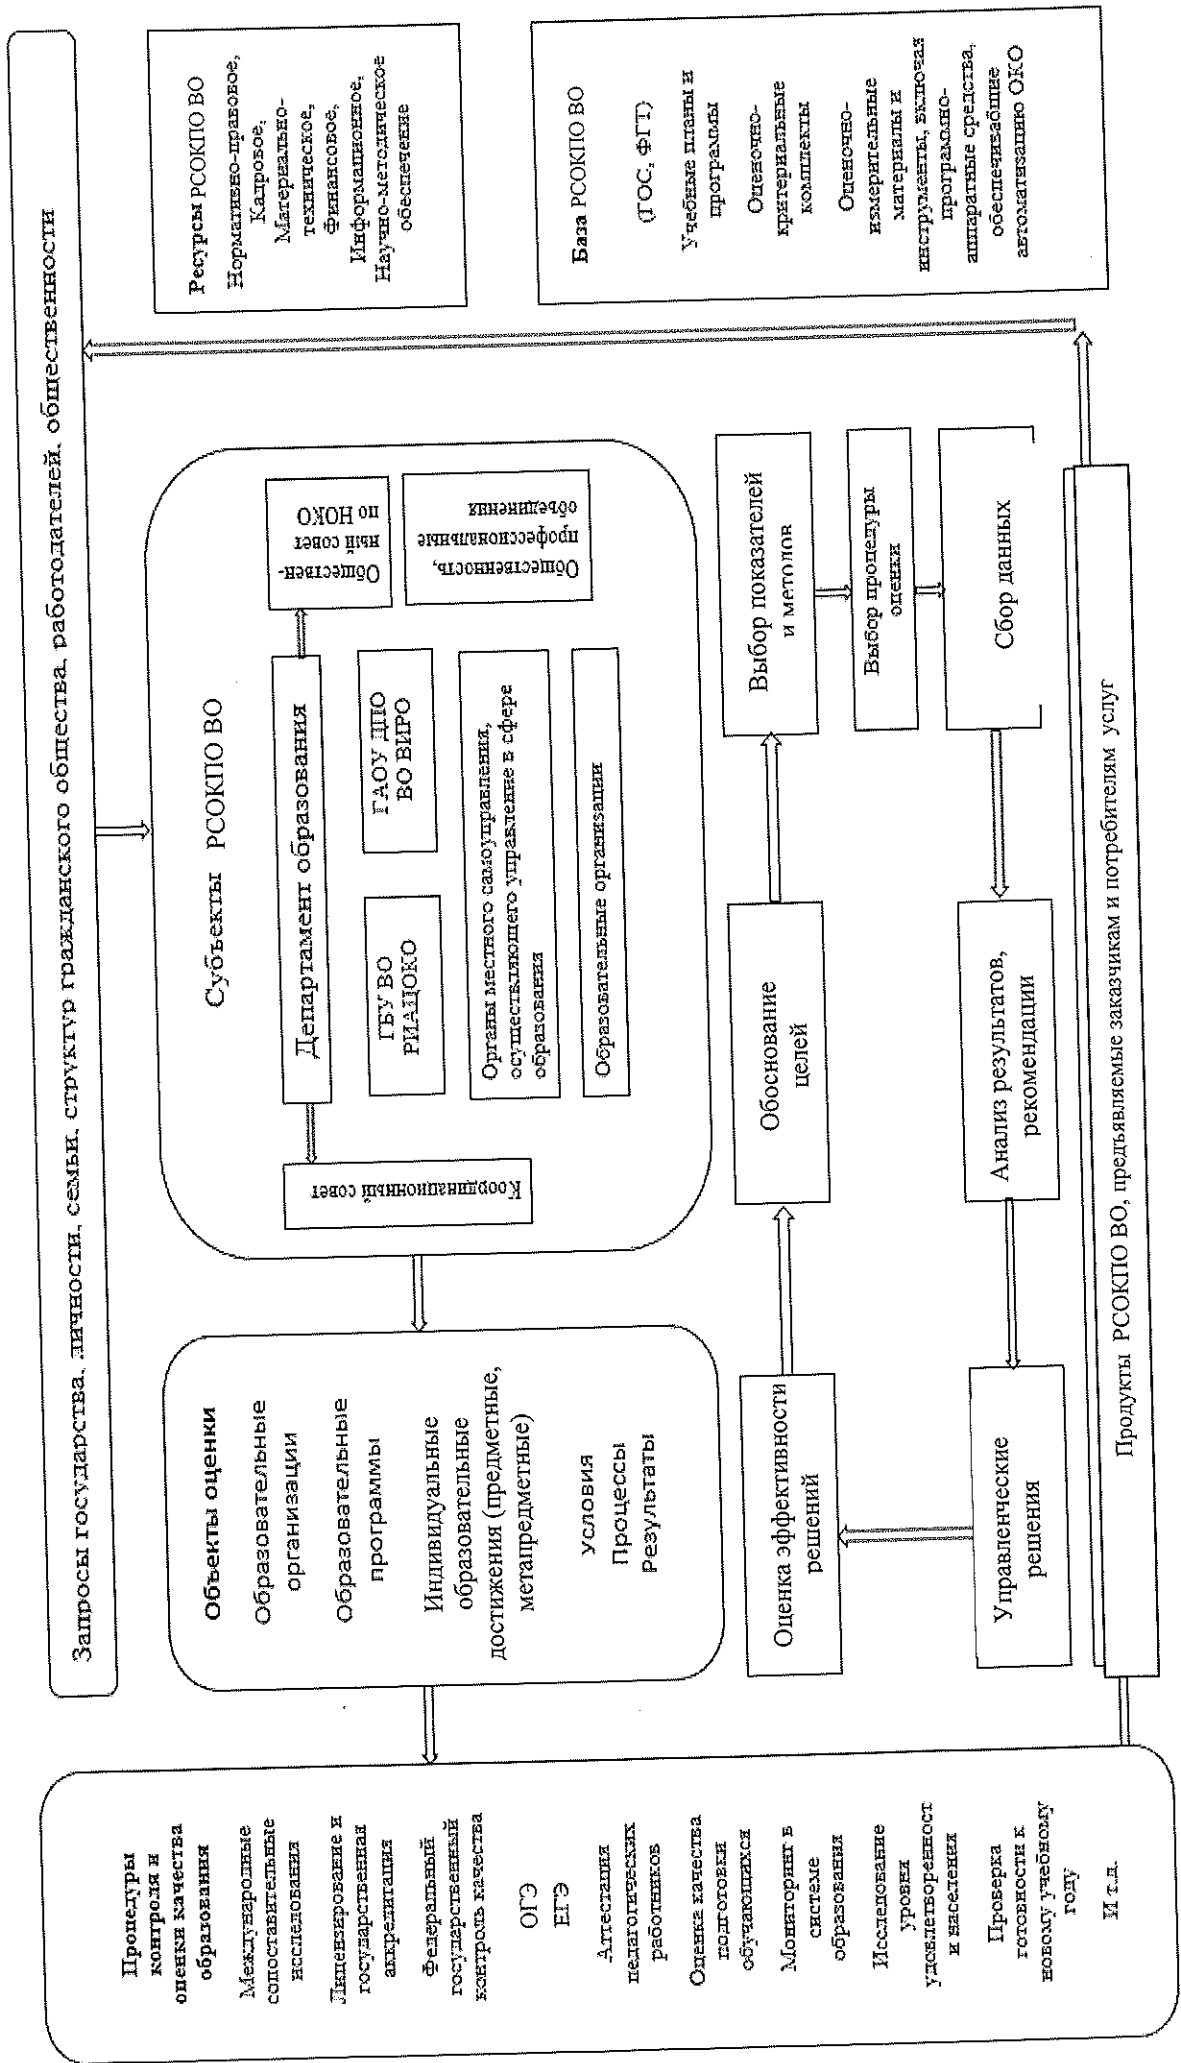 Запросы государства, личности, семьи, структур гражданского общества, работодателей, общественности
Процедуры
контроля и
оценки качества
образования
Международные
сопоставительные
исследования
Лицензирование и
государственная
аккредитация
Федеральный
государственный
контроль качества
ОГЭ
ЕГЭ
Аттестация
педагогических
работников
Оценка качества
подготовки
обучающихся
Мониторинг в
системе
образования
Исследование
уровня
удовлетворенност
и населения
Проверка
готовности к
новому учебному
году
И т.д.
Объекты оценки
Образовательные
организации
Образовательные
программы
Индивидуальные
образовательные
достижения (предметные,
метапредметные)
Условия
Процессы
Результаты
Субъекты РСОКПО ВО
Координационный совет
Департамент образования
Обществен-
ный совет
по НОКО
ГБУ ВО
РИАЦОКО
ГАОУ ДПО
ВО ВИРО
Общественность,
профессиональные
объединения
Органы местного самоуправления,
осуществляющего управление в сфере
образования
Образовательные организации
Ресурсы РСОКПО ВО
Нормативно-правовое,
Кадровое,
Материально-
техническое,
финансовое,
Информационное,
Научно-методическое
обеспечение
База РСОКПО ВО
(ГОС, ФГТ)
Учебные планы и
программы
Оценочно-
критериальные
комплекты
Оценочно-
измерительные
материалы и
инструменты, включая
программно-
аппаратные средства,
обеспечивабщие
автоматизацию ОКО
Оценка эффективности
решений
Обоснование
целей
Выбор показателей
и методов
Выбор процедуры
оценки
Сбор данных
Анализ результатов,
рекомендации
Управленческие
решения
Продукты РСОКПО ВО, предъявляемые заказчикам и потребителям услуг